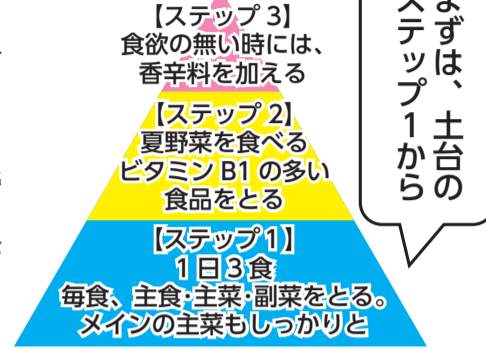 まずは、土台の
ステップ1から
【ステップ3】
食欲の無い時には、
香辛料を加える
【ステップ2】
夏野菜を食べる
ビタミンB1の多い
食品をとる
【ステップ1】
1日3食
毎食、主食・主菜・副菜をとる。
メインの主菜もしっかりと